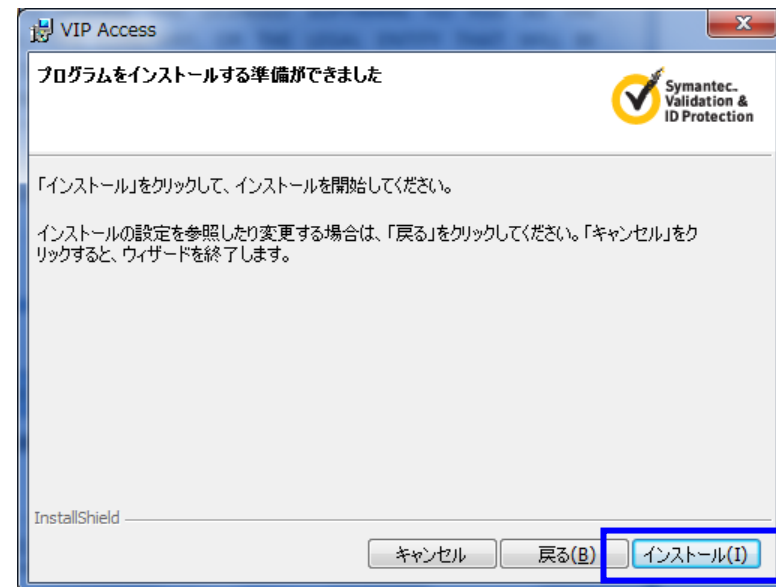 VIP Access
プログラムをインストールする準備ができました
Symantec.
Validation &
ID Protection
「インストール」をクリックして、インストールを開始してください。
インストールの設定を参照したり変更する場合は、「戻る」をクリックしてください。「キャンセル」をク
リックすると、ウィザードを終了します。
InstallShield
キャンセル 戻る(B) インストール(I)